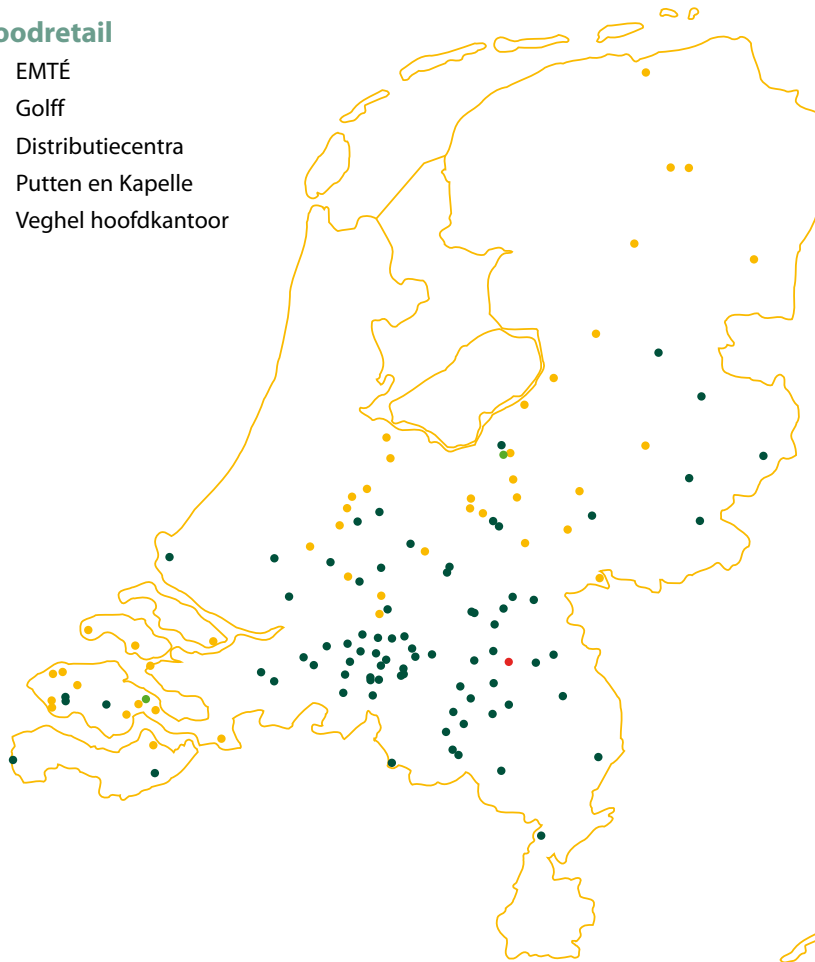 oodretail
EMTÉ
Golff
Distributiecentra
Putten en Kapelle
Veghel hoofdkantoor